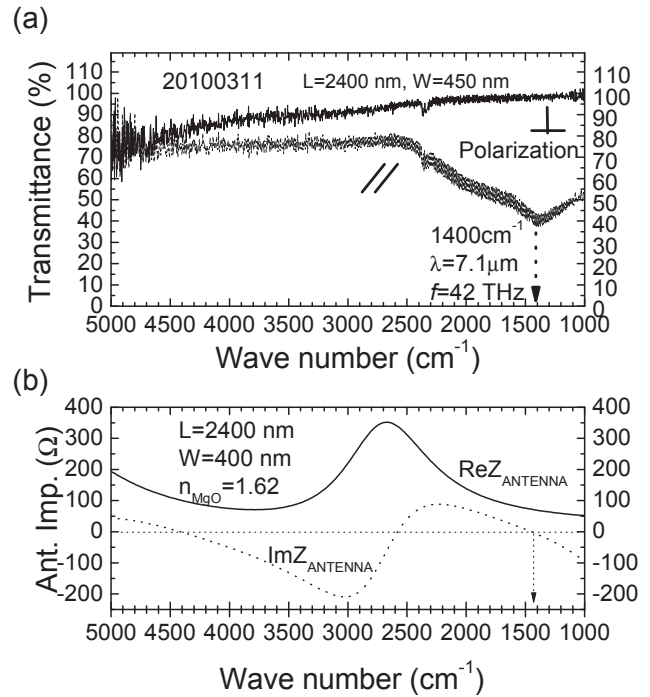 (a)
20100311 L=2400 nm, W=450 nm
Polarization
1400cm⁻¹
λ=7.1μm
f=42 THz
Transmittance (%)
110
100
90
80
70
60
50
40
30
20
10
0
110
100
90
80
70
60
50
40
30
20
10
0
5000 4500 4000 3500 3000 2500 2000 1500 1000
Wave number (cm⁻¹)
(b)
L=2400 nm
W=400 nm
n_MgO=1.62
ReZ_ANTENNA
ImZ_ANTENNA
Ant. Imp. (Ω)
400
300
200
100
0
-100
-200
400
300
200
100
0
-100
-200
5000 4500 4000 3500 3000 2500 2000 1500 1000
Wave number (cm⁻¹)